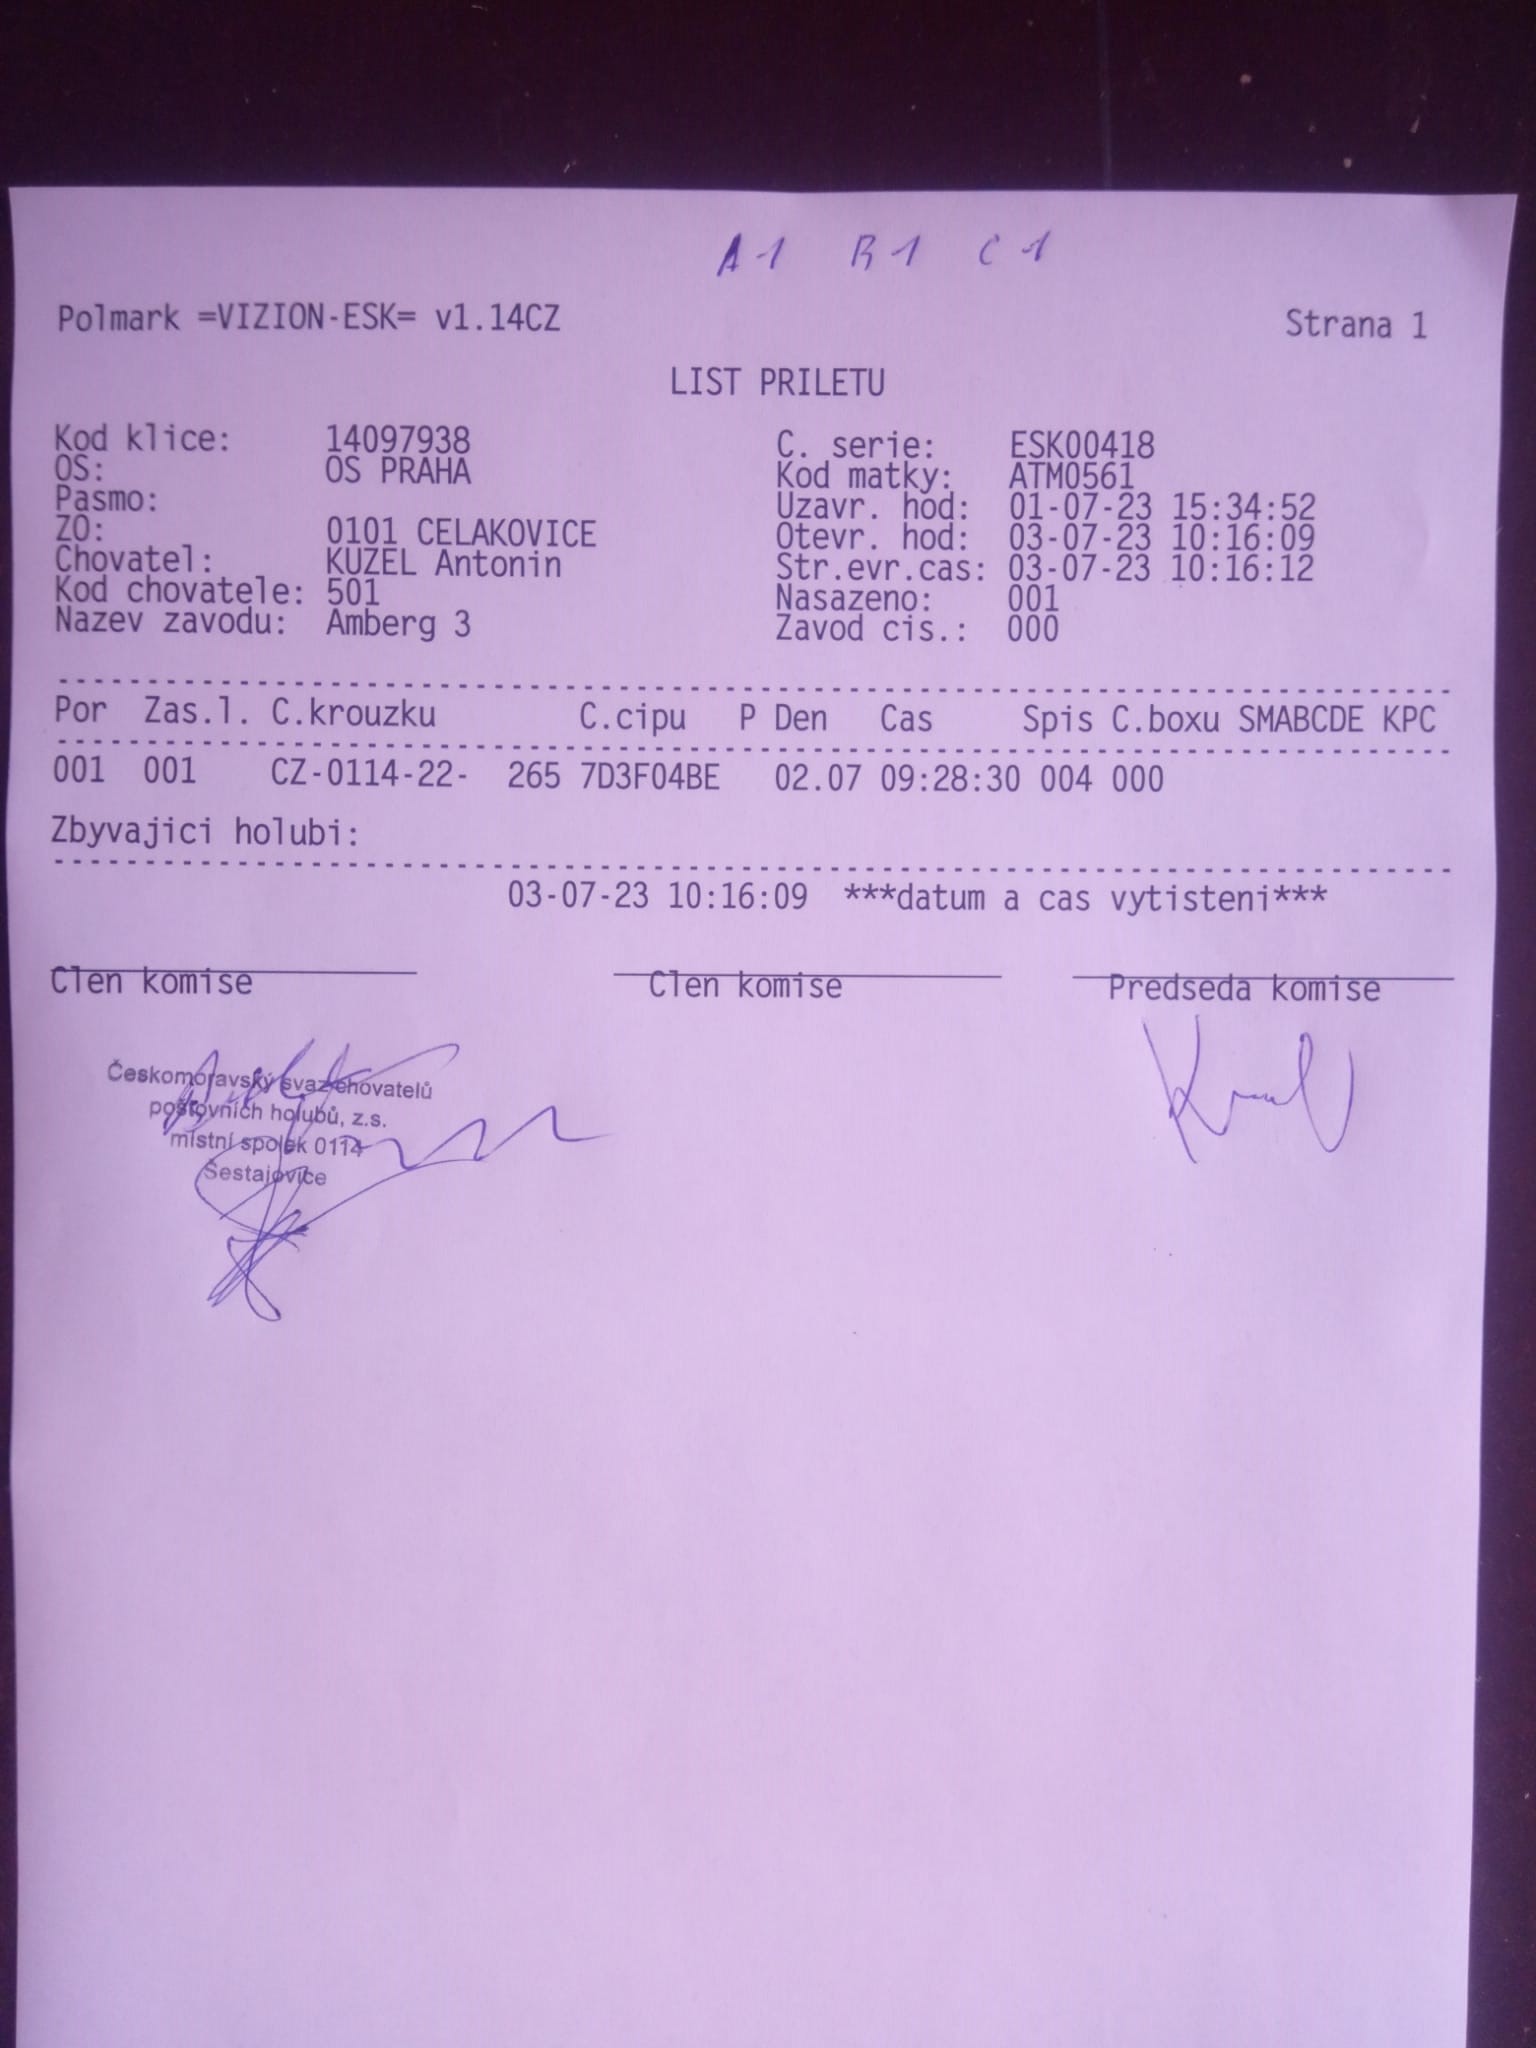 A1 B1 C1
Polmark =VIZION-ESK= v1.14CZ Strana 1
LIST PRILETU
Kod klice: 14097938 C. serie: ESK00418
OS: OS PRAHA Kod matky: ATM0561
Pasmo: Uzavr. hod: 01-07-23 15:34:52
ZO: 0101 CELAKOVICE Otevr. hod: 03-07-23 10:16:09
Chovatel: KUZEL Antonin Str.evr.cas: 03-07-23 10:16:12
Kod chovatele: 501 Nasazeno: 001
Nazev zavodu: Amberg 3 Zavod cis.: 000
Por Zas.l. C.krouzku C.cipu P Den Cas Spis C.boxu SMABCDE KPC
001 001 CZ-0114-22- 265 7D3F04BE 02.07 09:28:30 004 000
Zbyvajici holubi:
03-07-23 10:16:09 ***datum a cas vytisteni***
Clen komise Clen komise Predseda komise
Českomoravský svaz chovatelů
poštovních holubů, z.s.
místní spolek 0114
Šestajovice